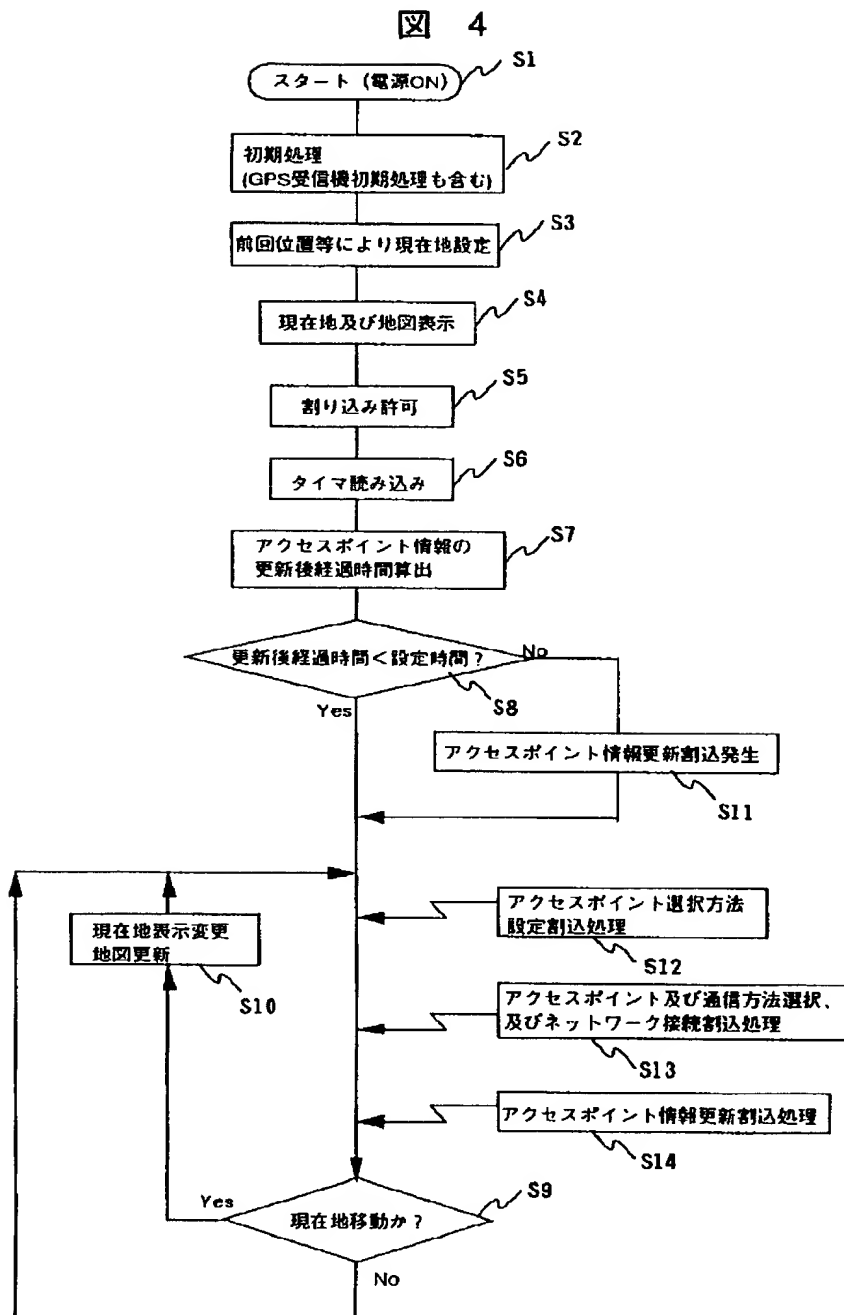 図 4
スタート (電源ON)
S1
初期処理
(GPS受信機初期処理も含む)
S2
前回位置等により現在地設定
S3
現在地及び地図表示
S4
割り込み許可
S5
タイマ読み込み
S6
アクセスポイント情報の
更新後経過時間算出
S7
更新後経過時間<設定時間?
No
S8
Yes
アクセスポイント情報更新割込発生
S11
現在地表示変更
地図更新
S10
アクセスポイント選択方法
設定割込処理
S12
アクセスポイント及び通信方法選択、
及びネットワーク接続割込処理
S13
アクセスポイント情報更新割込処理
S14
Yes
現在地移動か?
S9
No